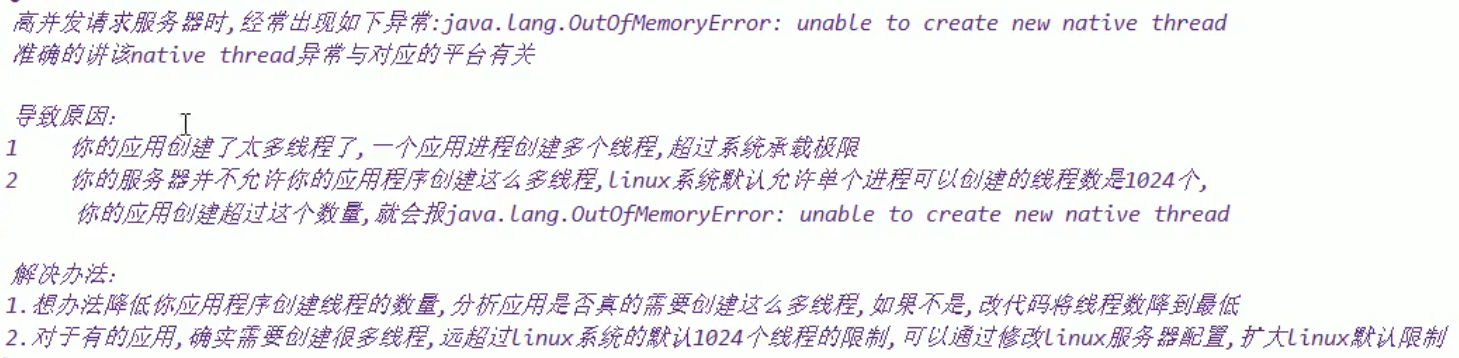 高并发请求服务器时,经常出现如下异常:java.lang.OutOfMemoryError: unable to create new native thread
准确的讲该native thread异常与对应的平台有关
导致原因:
1 你的应用创建了太多线程了,一个应用进程创建多个线程,超过系统承载极限
2 你的服务器并不允许你的应用程序创建这么多线程,linux系统默认允许单个进程可以创建的线程数是1024个,
你的应用创建超过这个数量,就会报java.lang.OutOfMemoryError: unable to create new native thread
解决办法:
1.想办法降低你应用程序创建线程的数量,分析应用是否真的需要创建这么多线程,如果不是,改代码将线程数降到最低
2.对于有的应用,确实需要创建很多线程,远超过linux系统的默认1024个线程的限制,可以通过修改linux服务器配置,扩大linux默认限制